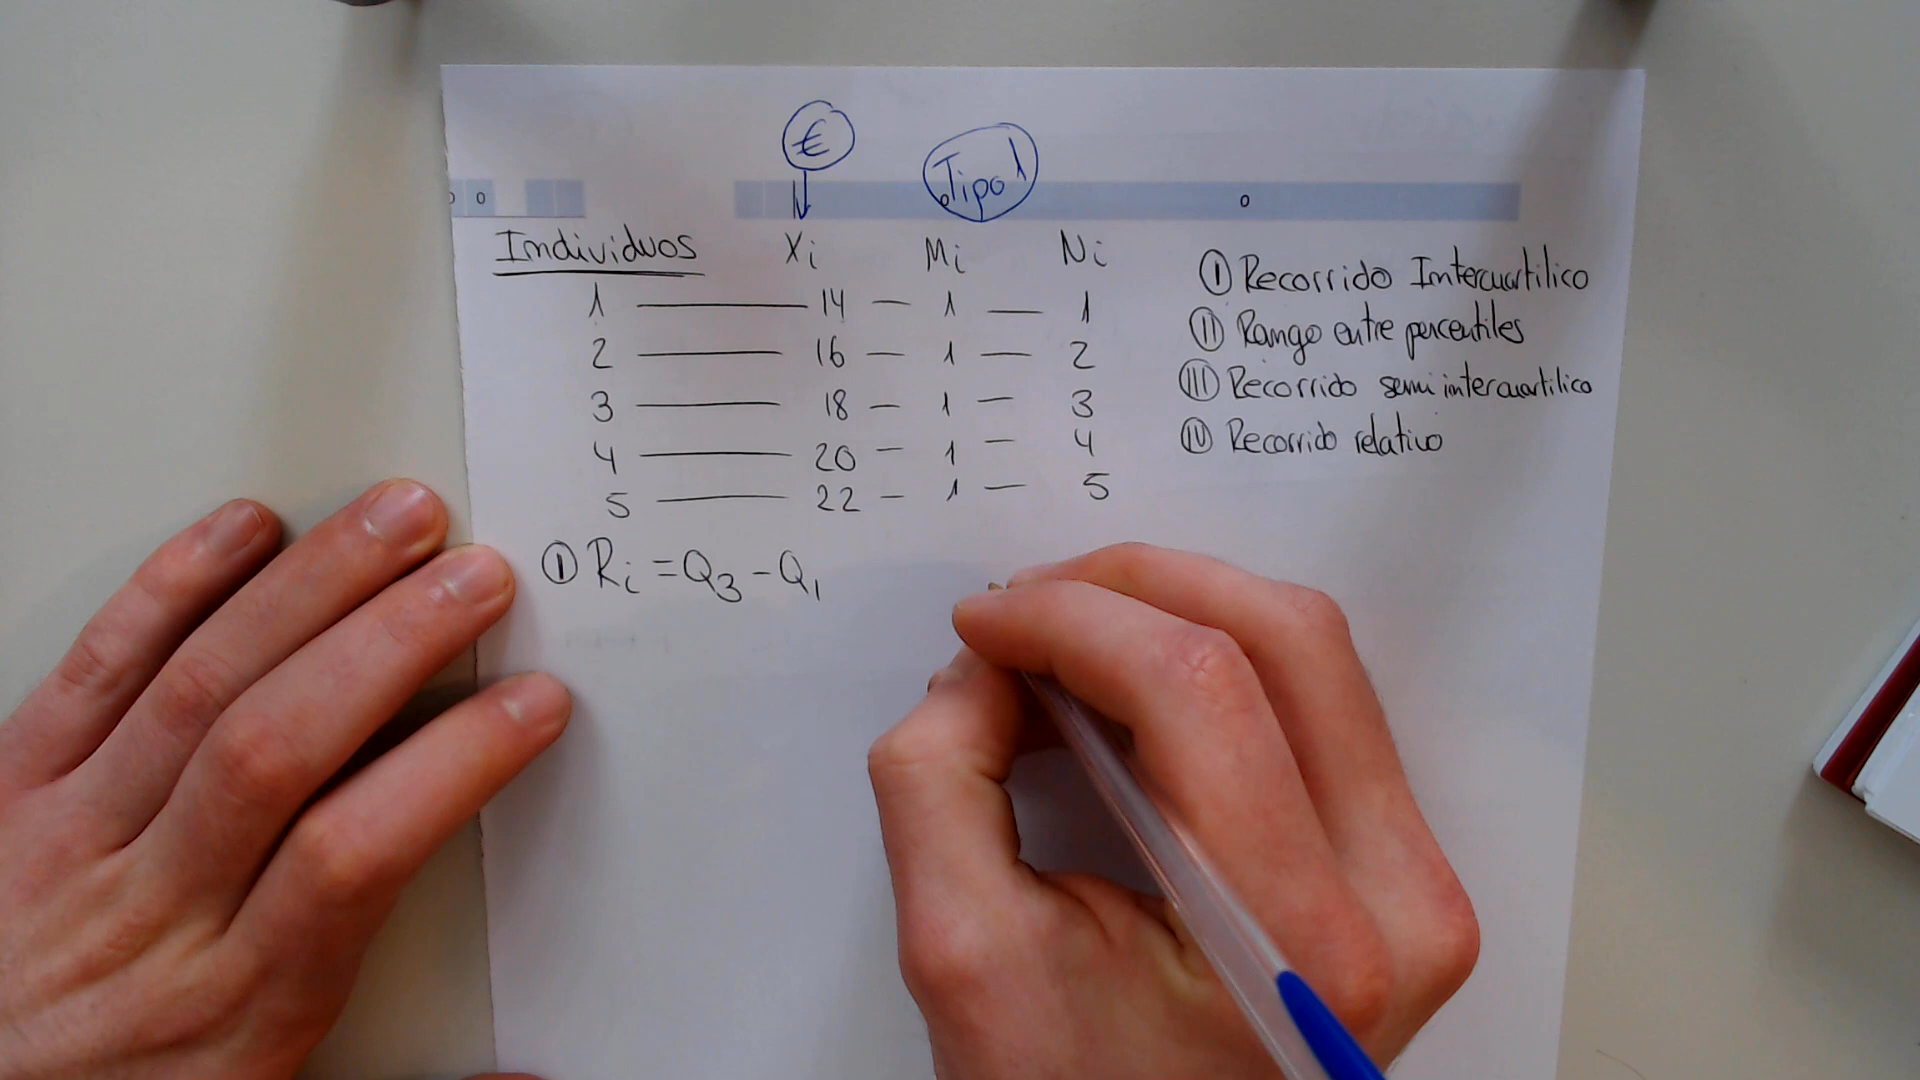 €
Tipo 1
o o o
Individuos Xi Mi Ni
1 — 14 — 1 — 1
2 — 16 — 1 — 2
3 — 18 — 1 — 3
4 — 20 — 1 — 4
5 — 22 — 1 — 5
I Recorrido Intercuartilico
II Rango entre percentiles
III Recorrido semi intercuartilico
IV Recorrido relativo
I Ri = Q3 - Q1